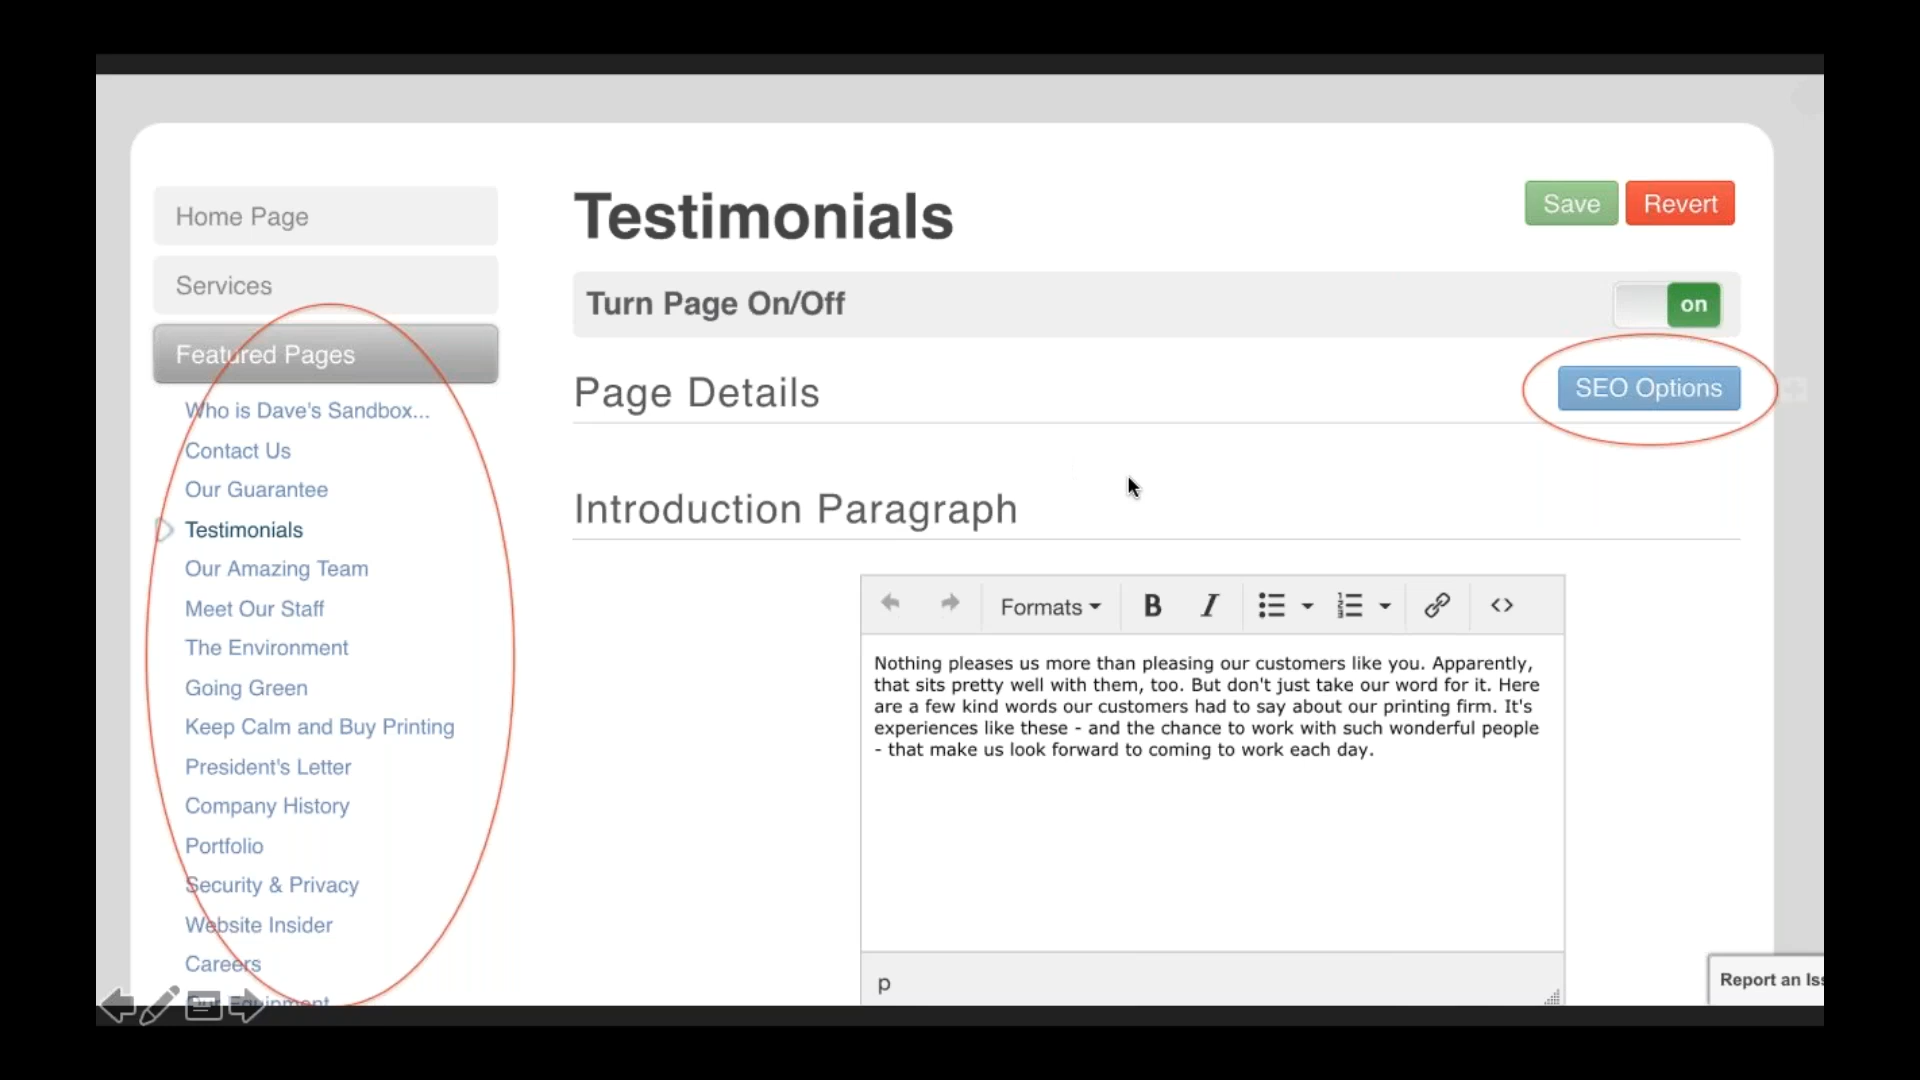 Home Page
Services
Featured Pages
Who is Dave's Sandbox...
Contact Us
Our Guarantee
Testimonials
Our Amazing Team
Meet Our Staff
The Environment
Going Green
Keep Calm and Buy Printing
President's Letter
Company History
Portfolio
Security & Privacy
Website Insider
Careers
Our Equipment
Testimonials
Save
Revert
Turn Page On/Off
on
Page Details
SEO Options
Introduction Paragraph
Formats
B
I
Nothing pleases us more than pleasing our customers like you. Apparently,
that sits pretty well with them, too. But don't just take our word for it. Here
are a few kind words our customers had to say about our printing firm. It's
experiences like these - and the chance to work with such wonderful people
- that make us look forward to coming to work each day.
p
Report an